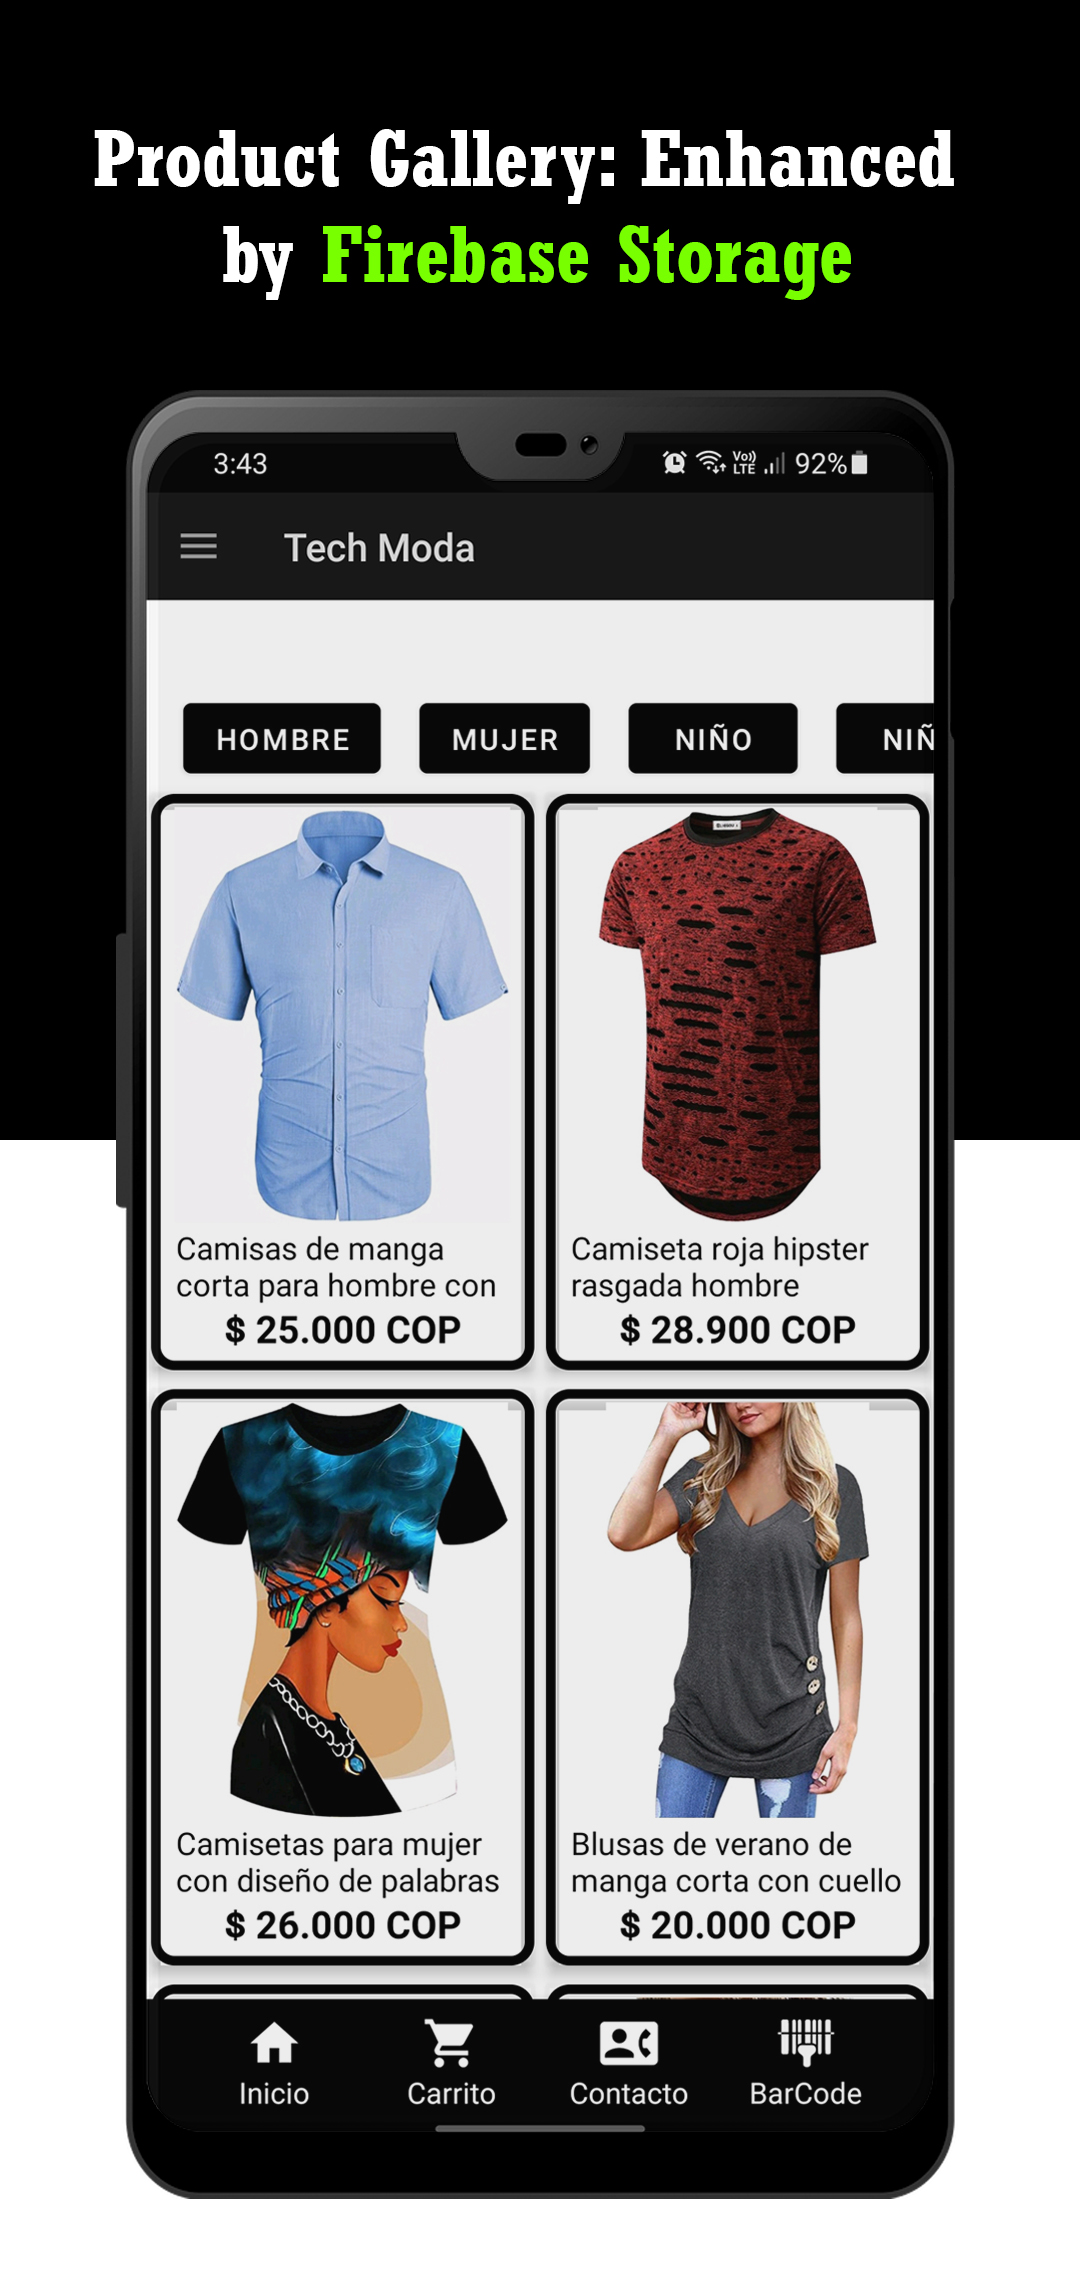 Product Gallery: Enhanced
by Firebase Storage
3:43
Vo))
LTE
92%
Tech Moda
HOMBRE
MUJER
NIÑO
NIÑ
Camisas de manga
corta para hombre con
$ 25.000 COP
Camiseta roja hipster
rasgada hombre
$ 28.900 COP
Camisetas para mujer
con diseño de palabras
$ 26.000 COP
Blusas de verano de
manga corta con cuello
$ 20.000 COP
Inicio
Carrito
Contacto
BarCode